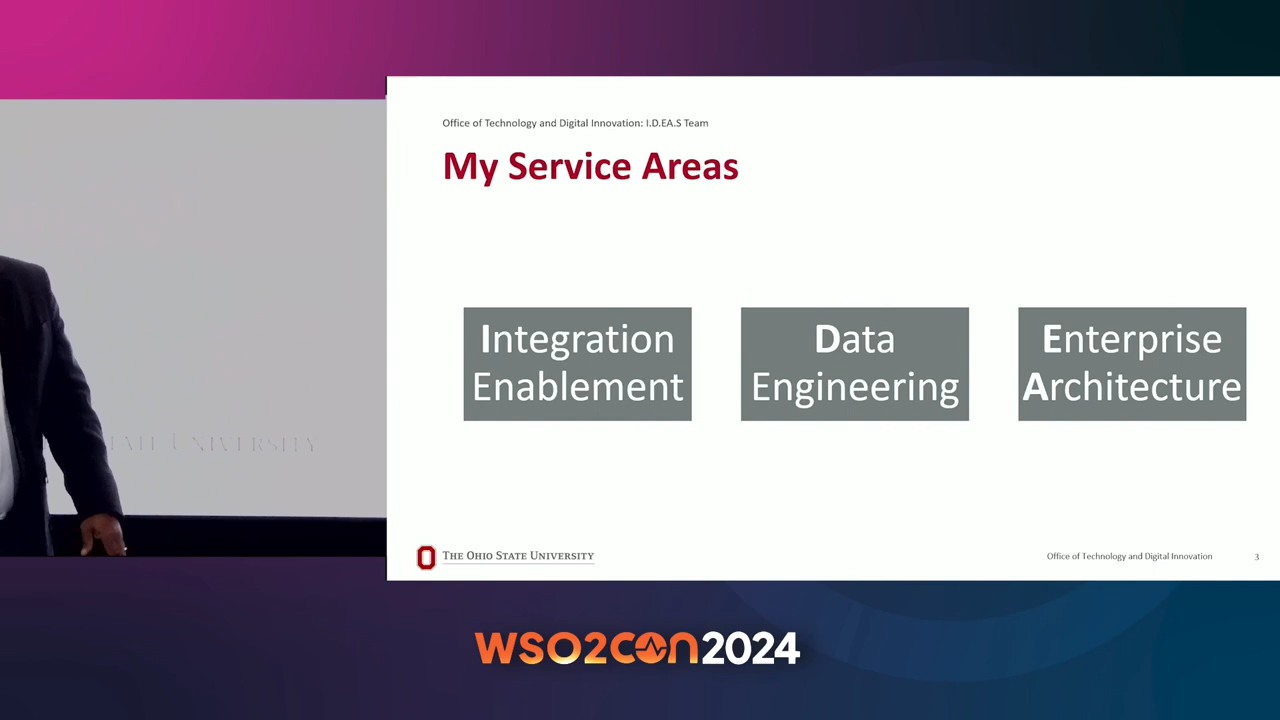 Office of Technology and Digital Innovation: I.D.EA.S Team
My Service Areas
Integration
Enablement
Data
Engineering
Enterprise
Architecture
THE OHIO STATE UNIVERSITY
Office of Technology and Digital Innovation
3
UNIVERSITY
WSO2CON2024